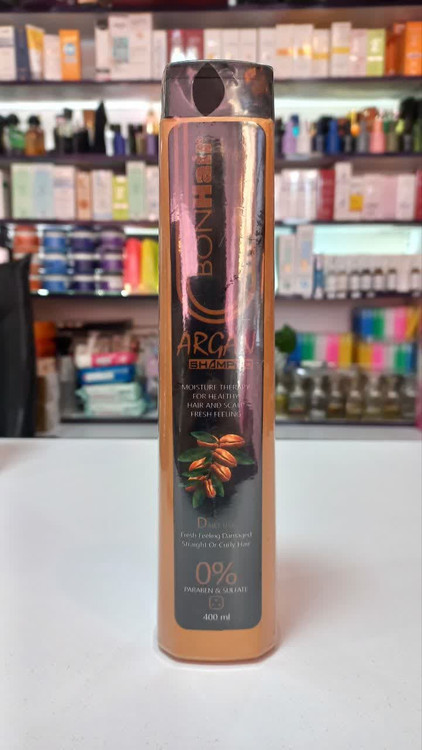 BONHair
ARGAN
SHAMPOO
MOISTURE THERAPY
FOR HEALTHY
HAIR AND SCALP
FRESH FEELING
Fresh Feeling Damaged
Straight Or Curly Hair
0%
PARABEN & SULFATE
400 ml